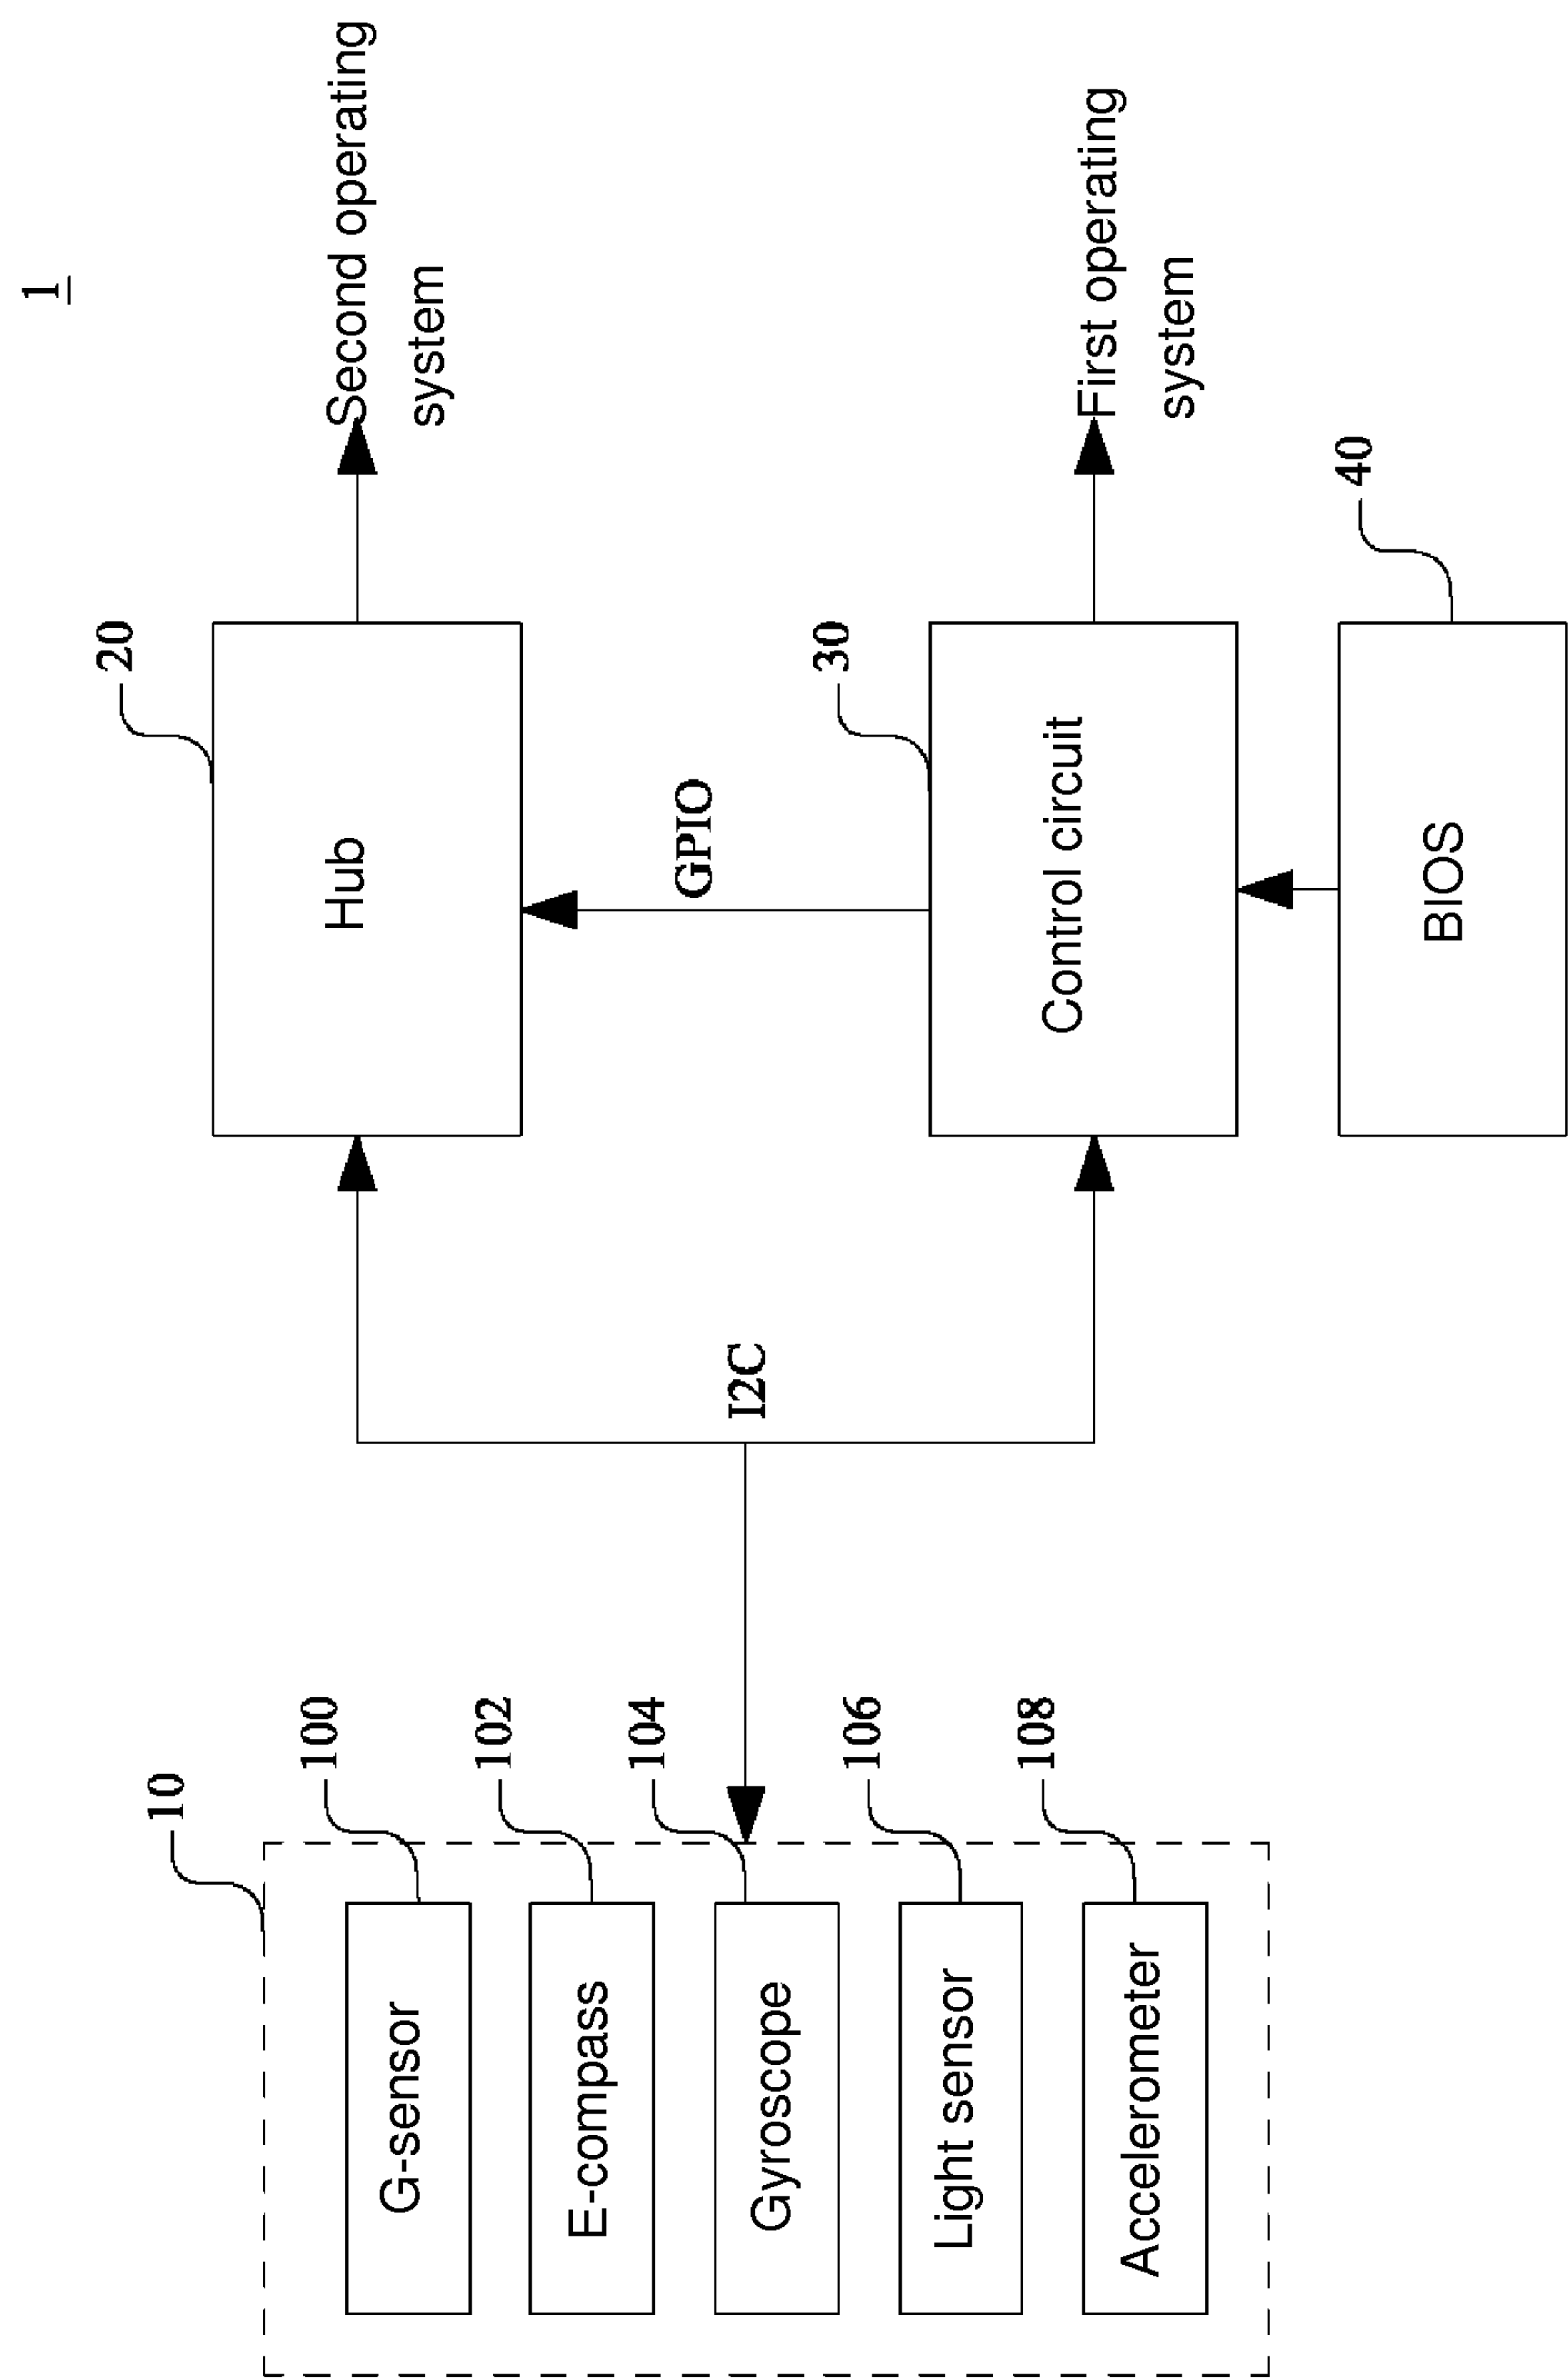 1
10
G-sensor
100
E-compass
102
Gyroscope
104
Light sensor
106
Accelerometer
108
I2C
Hub
20
Second operating
system
GPIO
Control circuit
30
First operating
system
BIOS
40